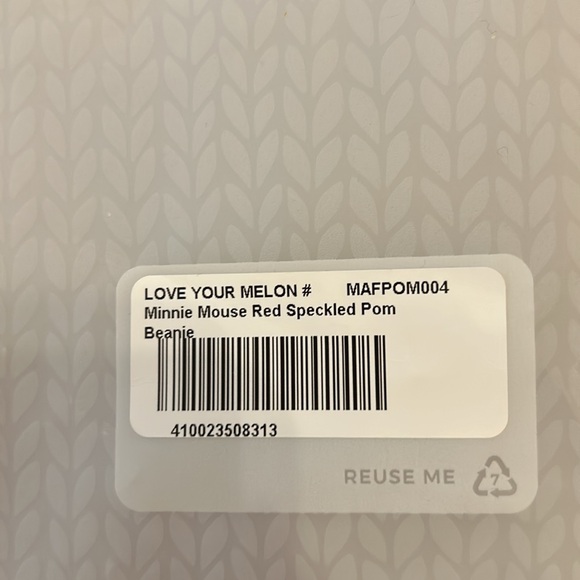 LOVE YOUR MELON # MAFPOM004
Minnie Mouse Red Speckled Pom
Beanie
410023508313
REUSE ME
7